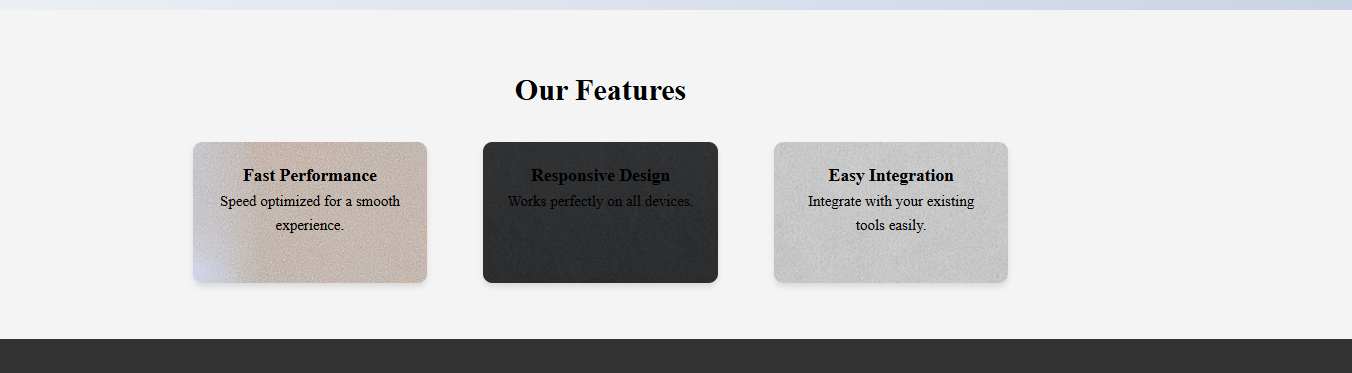 Our Features
Fast Performance
Speed optimized for a smooth
experience.
Responsive Design
Works perfectly on all devices.
Easy Integration
Integrate with your existing
tools easily.